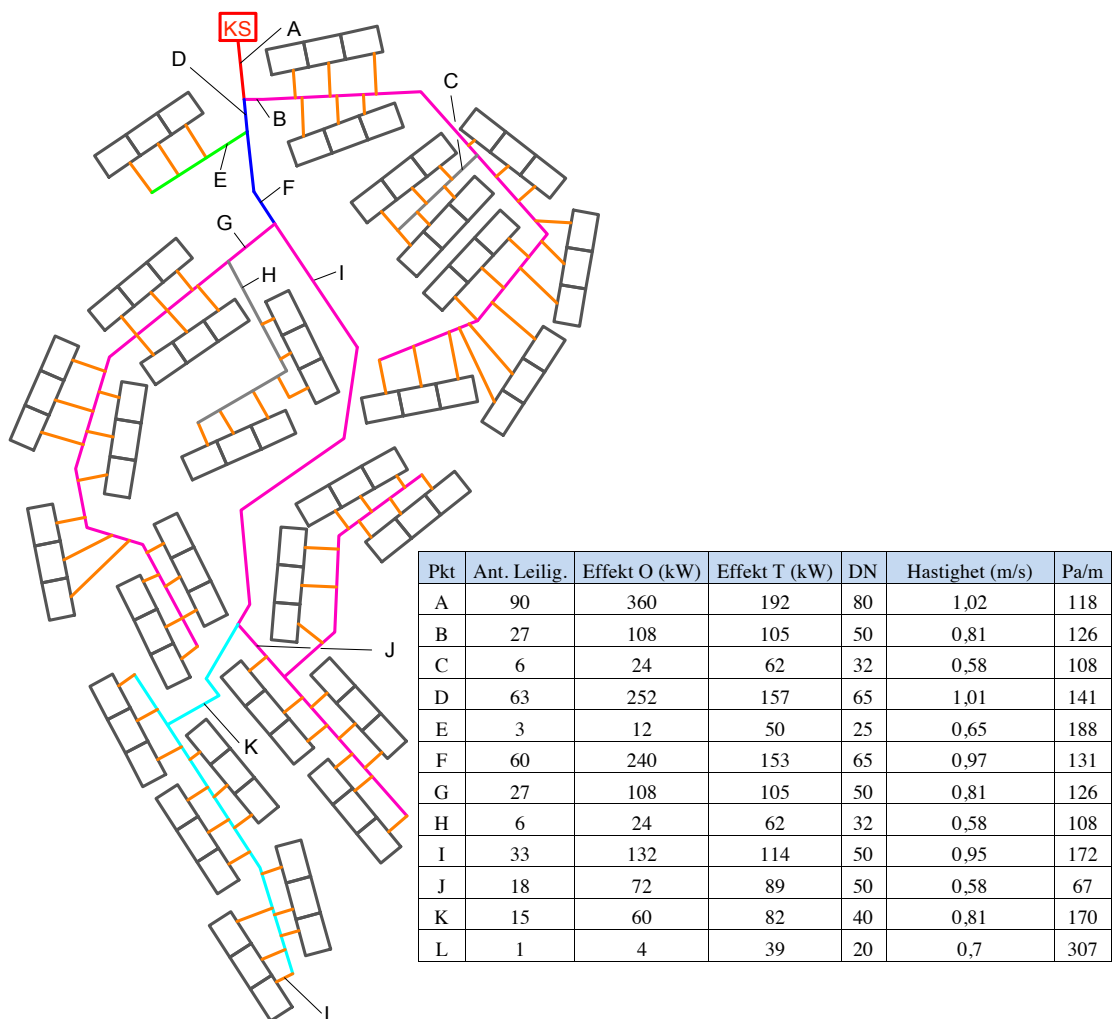 KS
A
D
C
B
E
F
G
H
I
J
K
L
Pkt Ant. Leilig. Effekt O (kW) Effekt T (kW) DN Hastighet (m/s) Pa/m
A 90 360 192 80 1,02 118
B 27 108 105 50 0,81 126
C 6 24 62 32 0,58 108
D 63 252 157 65 1,01 141
E 3 12 50 25 0,65 188
F 60 240 153 65 0,97 131
G 27 108 105 50 0,81 126
H 6 24 62 32 0,58 108
I 33 132 114 50 0,95 172
J 18 72 89 50 0,58 67
K 15 60 82 40 0,81 170
L 1 4 39 20 0,7 307